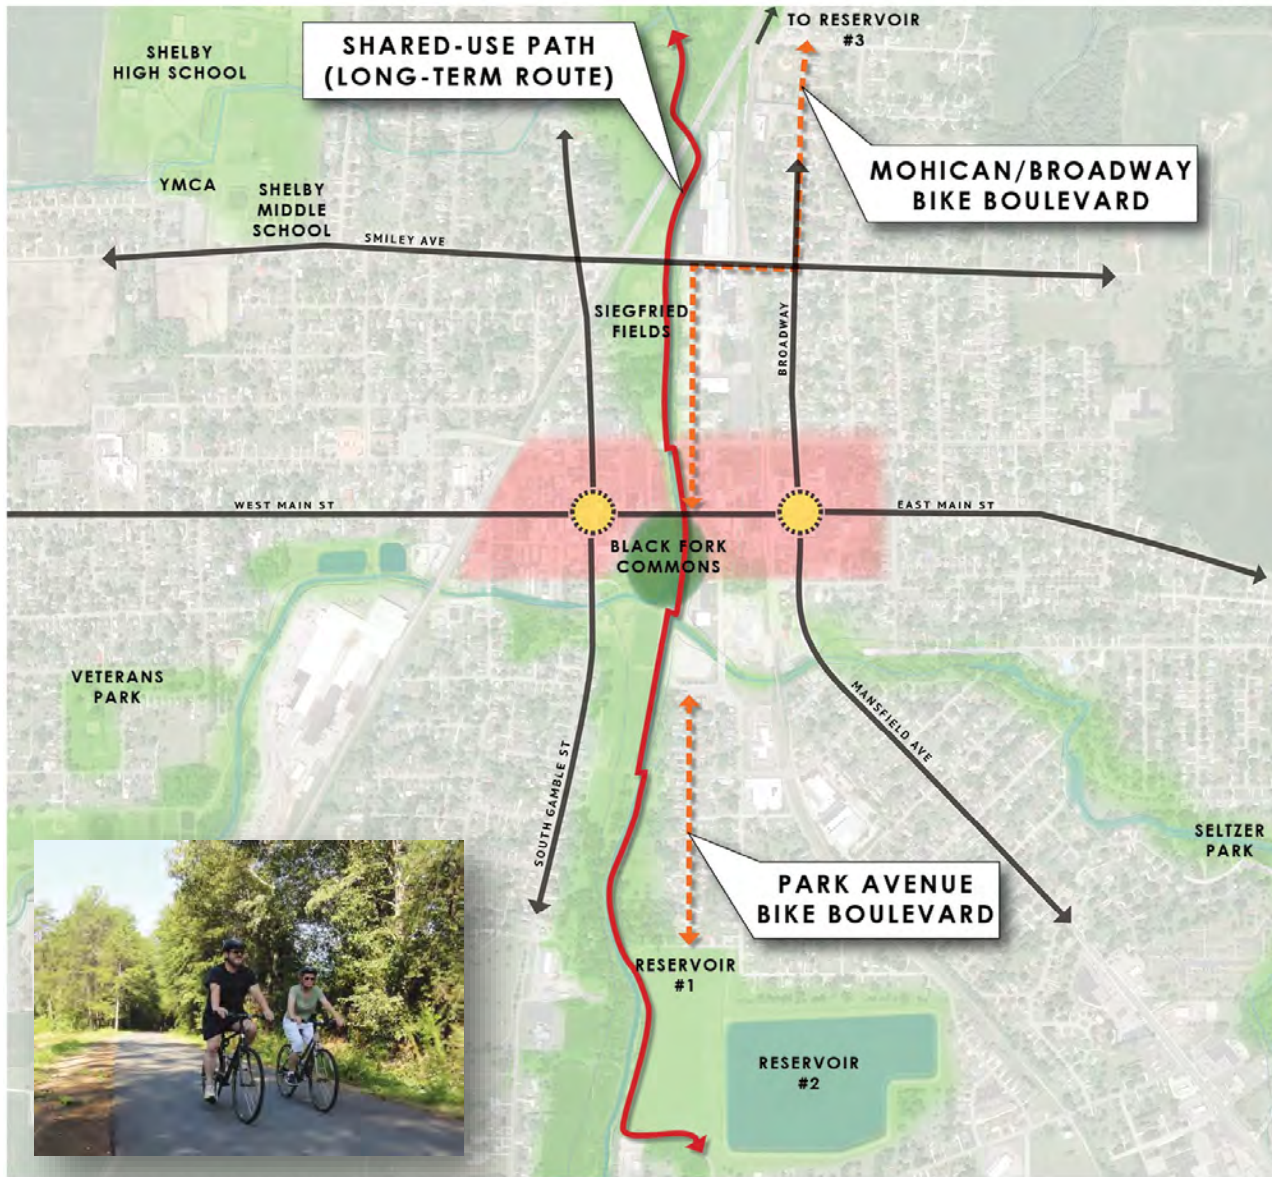 TO RESERVOIR
#3
SHARED-USE PATH
(LONG-TERM ROUTE)
SHELBY
HIGH SCHOOL
MOHICAN/BROADWAY
BIKE BOULEVARD
YMCA
SHELBY
MIDDLE
SCHOOL
SMILEY AVE
SIEGFRIED
FIELDS
BROADWAY
WEST MAIN ST
EAST MAIN ST
BLACK FORK
COMMONS
VETERANS
PARK
MANSFIELD AVE
SOUTH GAMBLE ST
SELTZER
PARK
PARK AVENUE
BIKE BOULEVARD
RESERVOIR
#1
RESERVOIR
#2